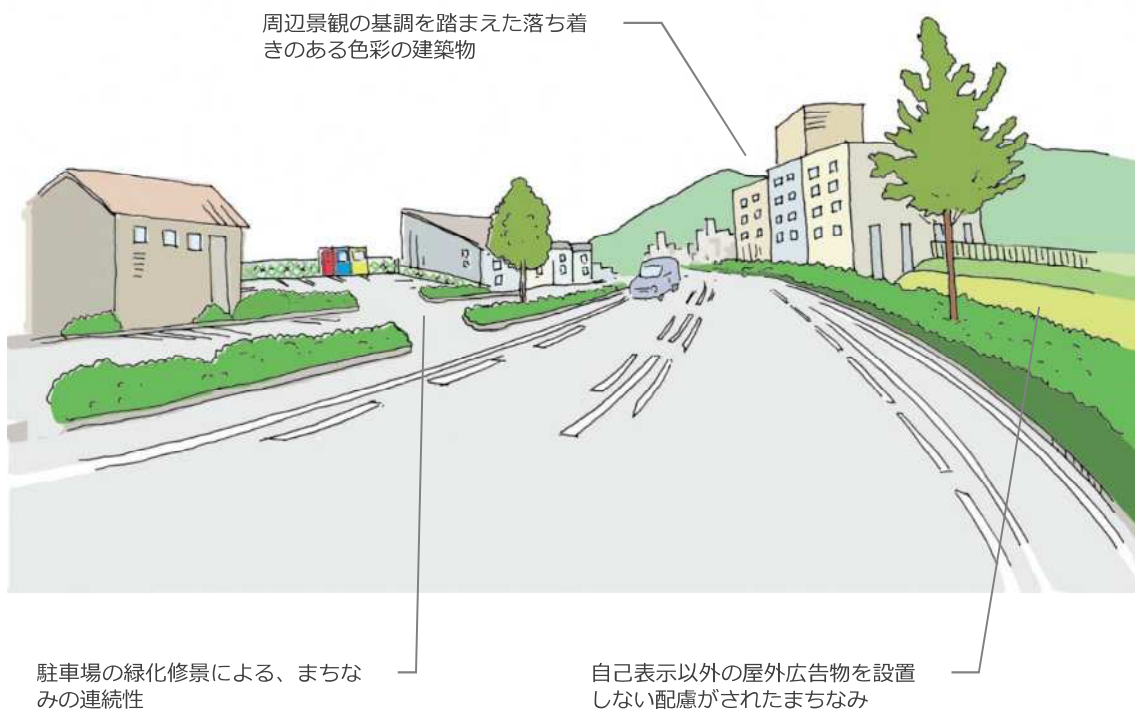 周辺景観の基調を踏まえた落ち着
きのある色彩の建築物
駐車場の緑化修景による、まちな
みの連続性
自己表示以外の屋外広告物を設置
しない配慮がされたまちなみ